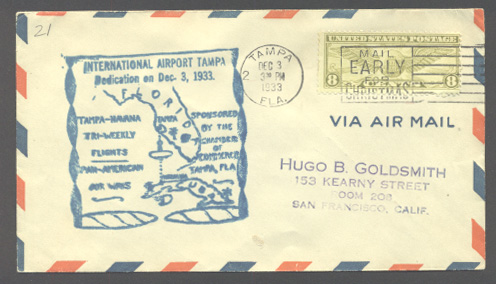 21
INTERNATIONAL AIRPORT TAMPA
Dedication on Dec. 3, 1933.
FLORIDA
TAMPA-HAVANA
TRI-WEEKLY
FLIGHTS
PAN-AMERICAN
AIR WAYS
TAMPA
SPONSORED
BY THE
CHAMBER
OF
COMMERCE
TAMPA, FLA.
CUBA
TAMPA
2
DEC 3
3 PM
1933
FLA.
UNITED STATES POSTAGE
MAIL
EARLY
FOR
CHRISTMAS
8
8
VIA AIR MAIL
HUGO B. GOLDSMITH
153 KEARNY STREET
ROOM 208
SAN FRANCISCO, CALIF.